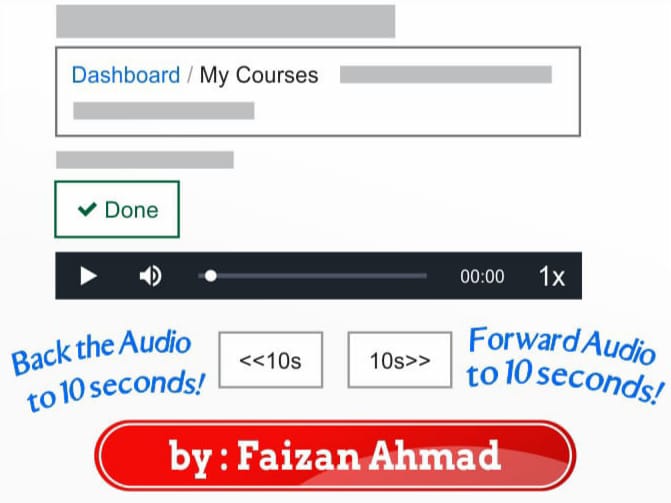 Dashboard / My Courses
✔ Done
00:00 1x
Back the Audio
to 10 seconds!
<<10s
10s>>
Forward Audio
to 10 seconds!
by : Faizan Ahmad